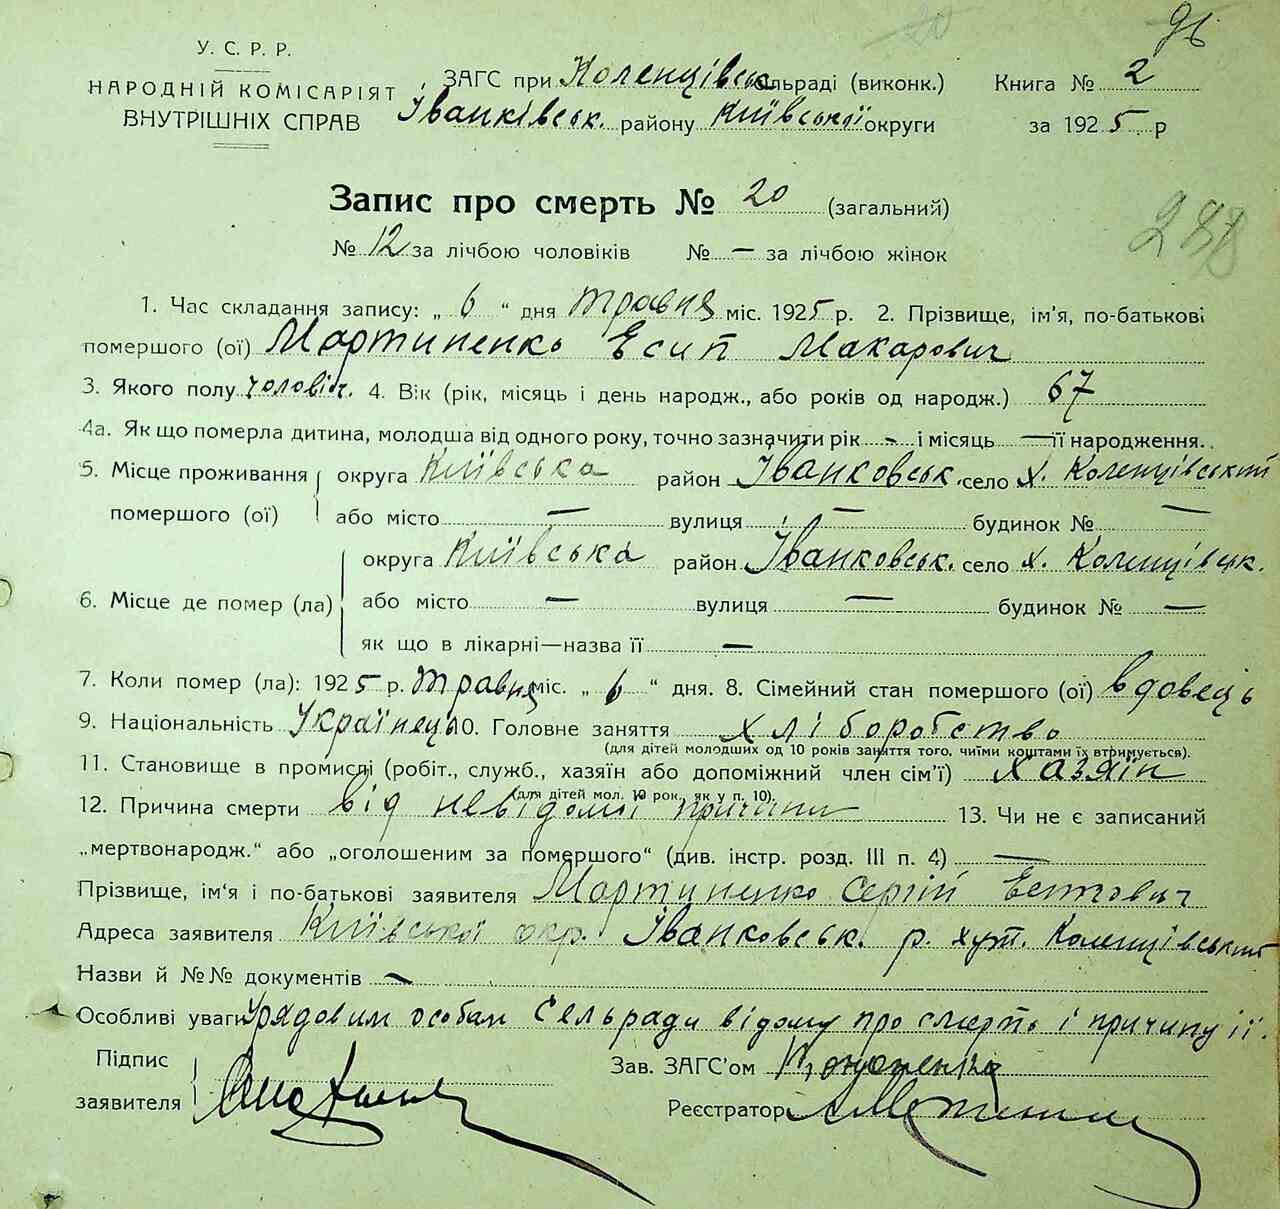 96
У. С. Р. Р.
НАРОДНІЙ КОМІСАРІЯТ
ВНУТРІШНІХ СПРАВ
ЗАГС при Коленцівськ сільраді (виконк.)
Іванківськ. району Київської округи
Книга № 2
за 1925 р
Запис про смерть № 20 (загальний)
288
№ 12 за лічбою чоловіків № — за лічбою жінок
1. Час складання запису: „ 6 “ дня травня міс. 1925 р. 2. Прізвище, ім'я, по-батькові
помершого (ої) Мартиненко Есип Макарович
3. Якого полу чоловіч. 4. Вік (рік, місяць і день народж., або років од народж.) 67
4а. Як що померла дитина, молодша від одного року, точно зазначити рік - і місяць — її народження.
5. Місце проживання округа Київська район Іванковськ. село х. Коленцівський
помершого (ої) або місто — вулиця — будинок № —
округа Київська район Іванковськ. село х. Коленцівськ.
6. Місце де помер (ла) або місто — вулиця — будинок № —
як що в лікарні—назва її —
7. Коли помер (ла): 1925 р. травня міс. „ 6 “ дня. 8. Сімейний стан помершого (ої) вдовець
9. Національність Українець 10. Головне заняття хліборобство
(для дітей молодших од 10 років заняття того, чиїми коштами їх втримується).
11. Становище в промислі (робіт., служб., хазяїн або допоміжний член сім'ї) хазяїн
(для дітей мол. 10 рок. як у п. 10).
12. Причина смерти від невідомої причини 13. Чи не є записаний
„мертвонародж.“ або „оголошеним за помершого“ (див. інстр. розд. III п. 4) —
Прізвище, ім'я і по-батькові заявителя Мартиненко Сергій Есипович
Адреса заявителя Київської окр. Іванковськ. р. хут. Коленцівський
Назви й №№ документів —
Особливі уваги Урядовим особам Сельради відому про смерть і причину її.
Підпис
заявителя
Зав. ЗАГС'ом
Реєстратор